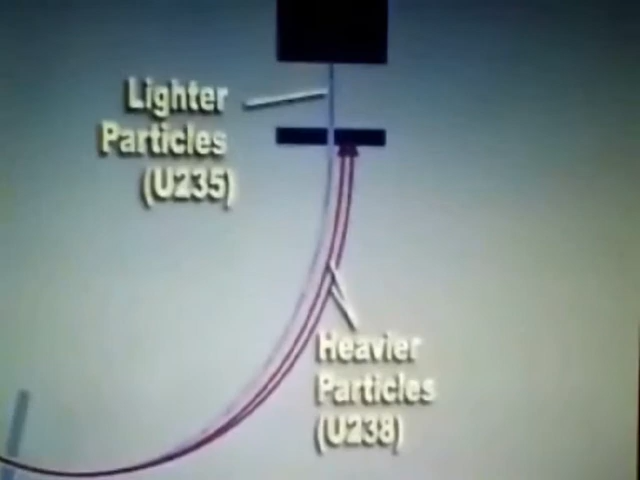 Lighter
Particles
(U235)
Heavier
Particles
(U238)